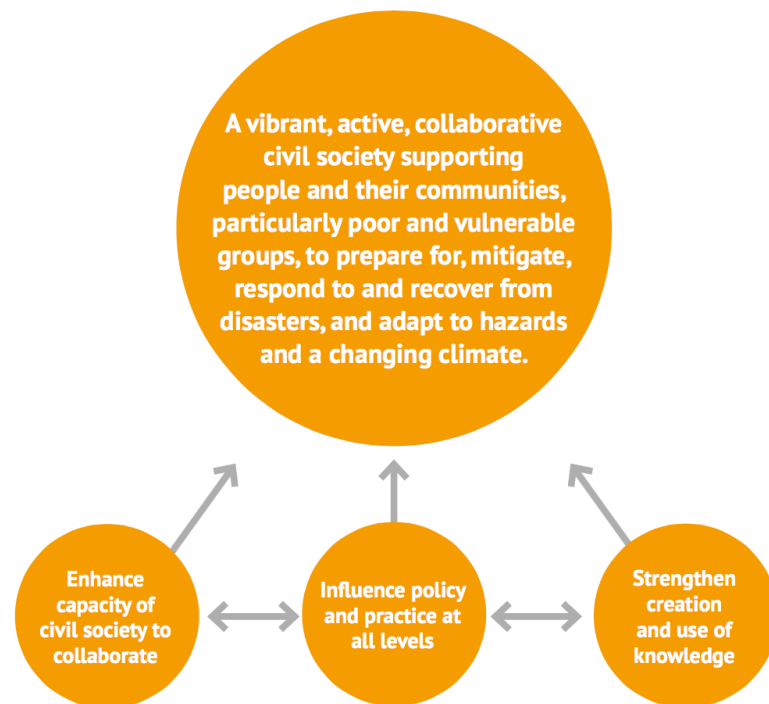 A vibrant, active, collaborative
civil society supporting
people and their communities,
particularly poor and vulnerable
groups, to prepare for, mitigate,
respond to and recover from
disasters, and adapt to hazards
and a changing climate.
Enhance
capacity of
civil society to
collaborate
Influence policy
and practice at
all levels
Strengthen
creation
and use of
knowledge